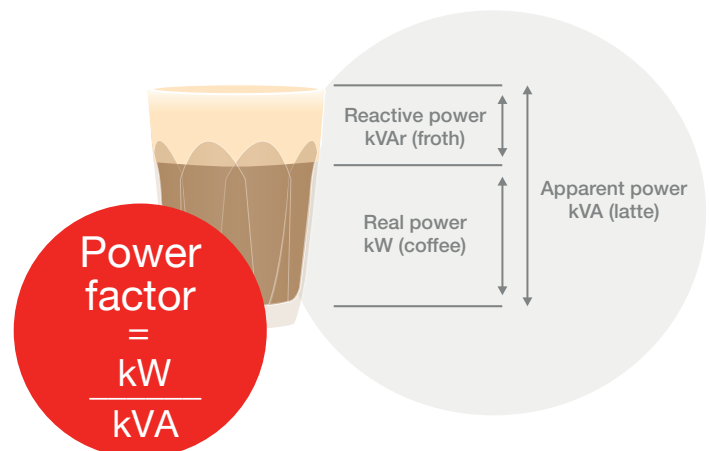 Reactive power
kVAr (froth)
Real power
kW (coffee)
Apparent power
kVA (latte)
Power
factor
=
kW
kVA